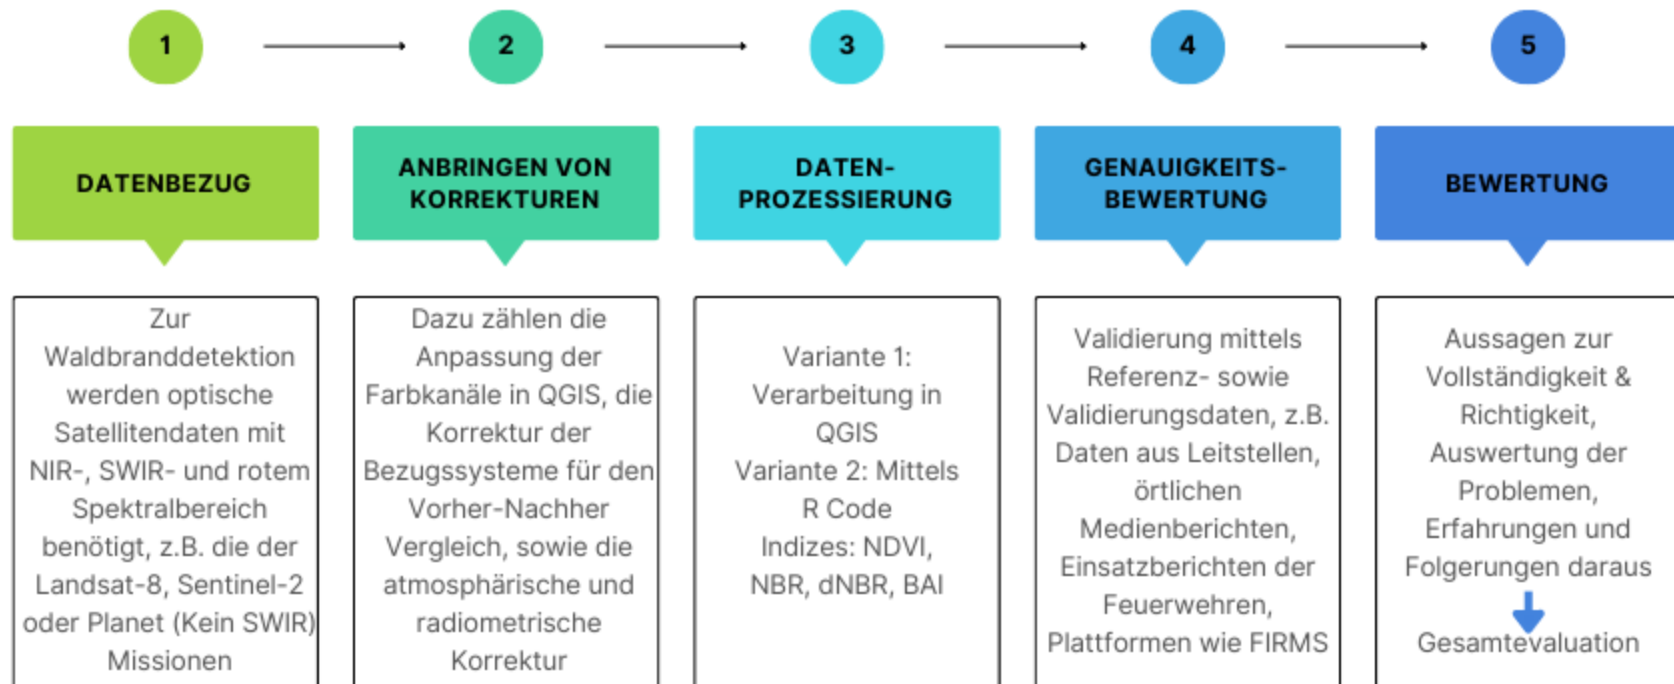 1
2
3
4
5
DATENBEZUG
ANBRINGEN VON
KORREKTUREN
DATEN-
PROZESSIERUNG
GENAUIGKEITS-
BEWERTUNG
BEWERTUNG
Zur
Waldbranddetektion
werden optische
Satellitendaten mit
NIR-, SWIR- und rotem
Spektralbereich
benötigt, z.B. die der
Landsat-8, Sentinel-2
oder Planet (Kein SWIR)
Missionen
Dazu zählen die
Anpassung der
Farbkanäle in QGIS, die
Korrektur der
Bezugssysteme für den
Vorher-Nachher
Vergleich, sowie die
atmosphärische und
radiometrische
Korrektur
Variante 1:
Verarbeitung in
QGIS
Variante 2: Mittels
R Code
Indizes: NDVI,
NBR, dNBR, BAI
Validierung mittels
Referenz- sowie
Validierungsdaten, z.B.
Daten aus Leitstellen,
örtlichen
Medienberichten,
Einsatzberichten der
Feuerwehren,
Plattformen wie FIRMS
Aussagen zur
Vollständigkeit &
Richtigkeit,
Auswertung der
Problemen,
Erfahrungen und
Folgerungen daraus
Gesamtevaluation